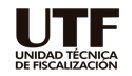 UTF
UNIDAD TÉCNICA
DE FISCALIZACIÓN